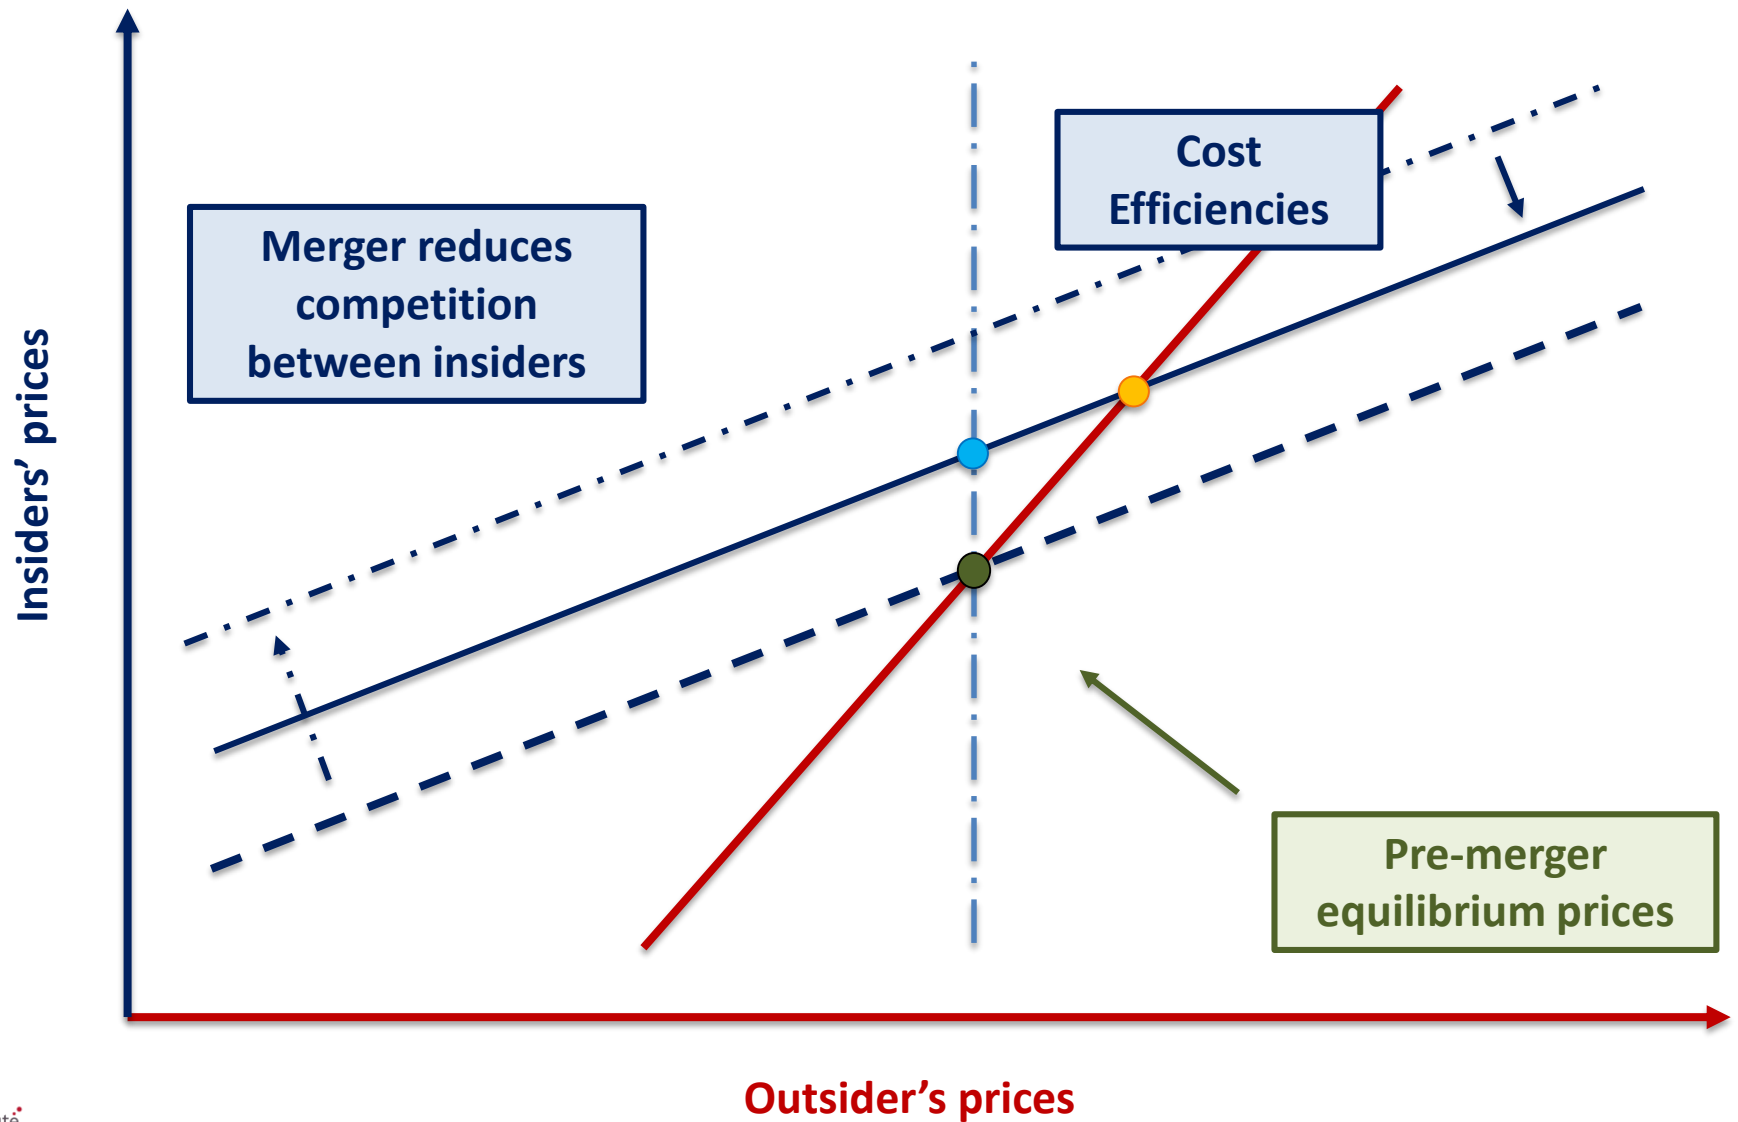 Cost
Efficiencies
Merger reduces
competition
between insiders
Insiders’ prices
Pre-merger
equilibrium prices
Outsider’s prices